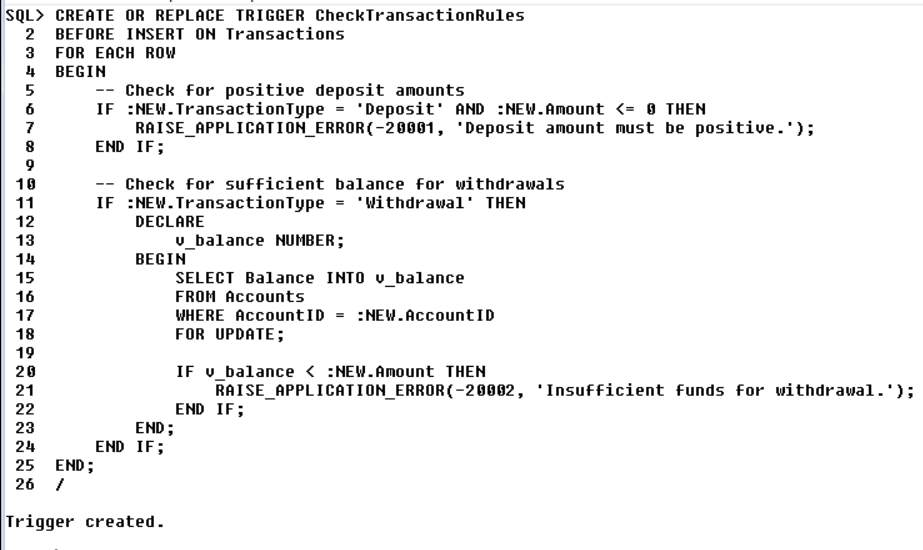 SQL> CREATE OR REPLACE TRIGGER CheckTransactionRules
  2  BEFORE INSERT ON Transactions
  3  FOR EACH ROW
  4  BEGIN
  5      -- Check for positive deposit amounts
  6      IF :NEW.TransactionType = 'Deposit' AND :NEW.Amount <= 0 THEN
  7          RAISE_APPLICATION_ERROR(-20001, 'Deposit amount must be positive.');
  8      END IF;
  9
 10      -- Check for sufficient balance for withdrawals
 11      IF :NEW.TransactionType = 'Withdrawal' THEN
 12          DECLARE
 13              v_balance NUMBER;
 14          BEGIN
 15              SELECT Balance INTO v_balance
 16              FROM Accounts
 17              WHERE AccountID = :NEW.AccountID
 18              FOR UPDATE;
 19
 20              IF v_balance < :NEW.Amount THEN
 21                  RAISE_APPLICATION_ERROR(-20002, 'Insufficient funds for withdrawal.');
 22              END IF;
 23          END;
 24      END IF;
 25  END;
 26  /
Trigger created.